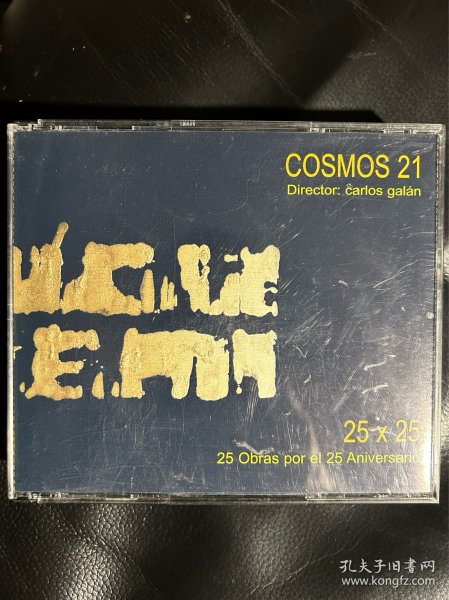 COSMOS 21
Director: carlos galán
25 x 25
25 Obras por el 25 Aniversario
孔夫子旧书网
www.kongfz.com